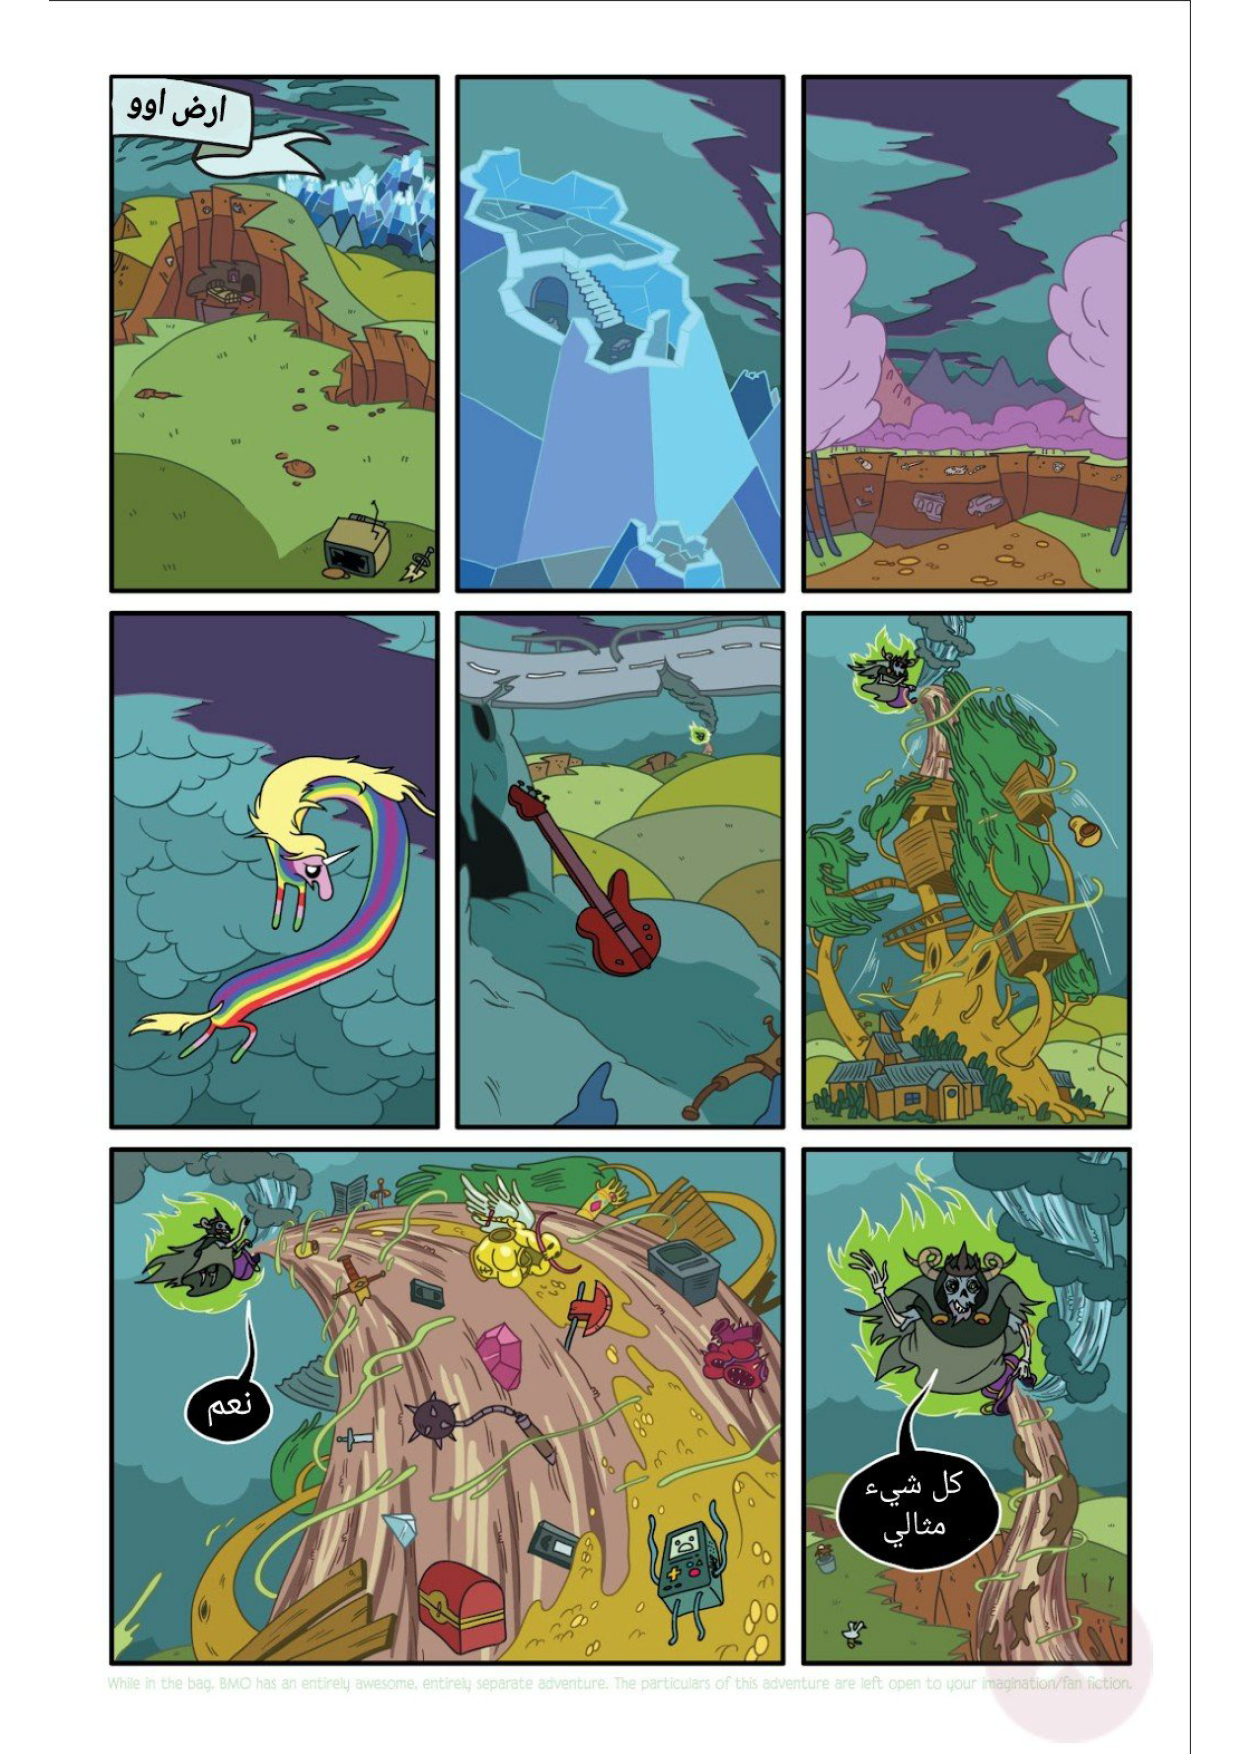 ارض اوو
نعم
كل شيء
مثالي
While in the bag, BMO has an entirely awesome, entirely separate adventure. The particulars of this adventure are left open to your imagination/fan fiction.